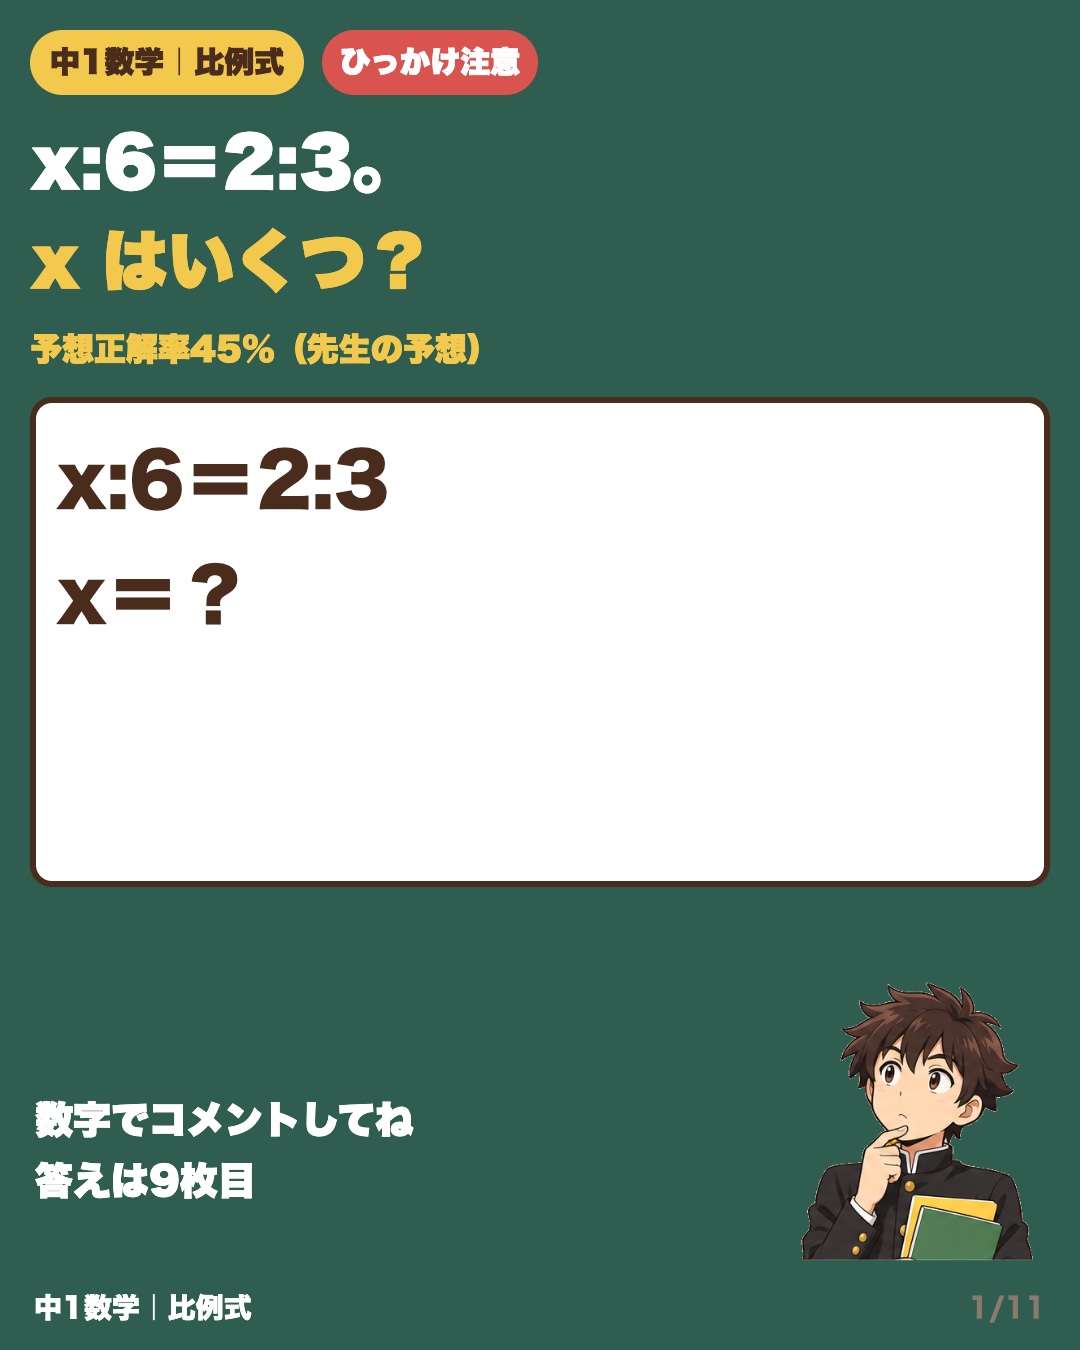 中1数学｜比例式
ひっかけ注意
x:6＝2:3。
x はいくつ？
予想正解率45%（先生の予想）
x:6＝2:3
x＝？
数字でコメントしてね
答えは9枚目
中1数学｜比例式
1/11